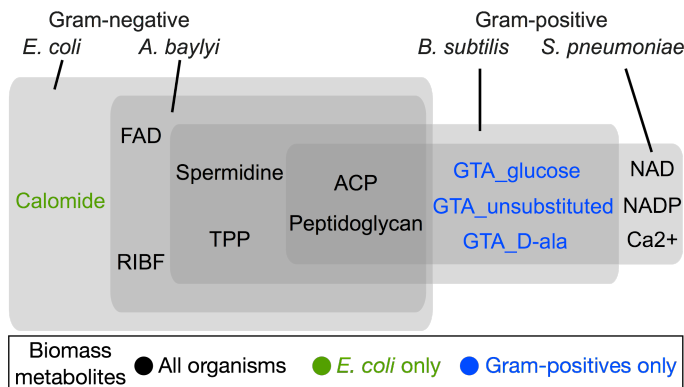 Gram-negative
Gram-positive
E. coli
A. baylyi
B. subtilis
S. pneumoniae
FAD
Spermidine
ACP
GTA_glucose
NAD
Calomide
Peptidoglycan
GTA_unsubstituted
NADP
RIBF
TPP
GTA_D-ala
Ca2+
Biomass
metabolites
All organisms
E. coli only
Gram-positives only